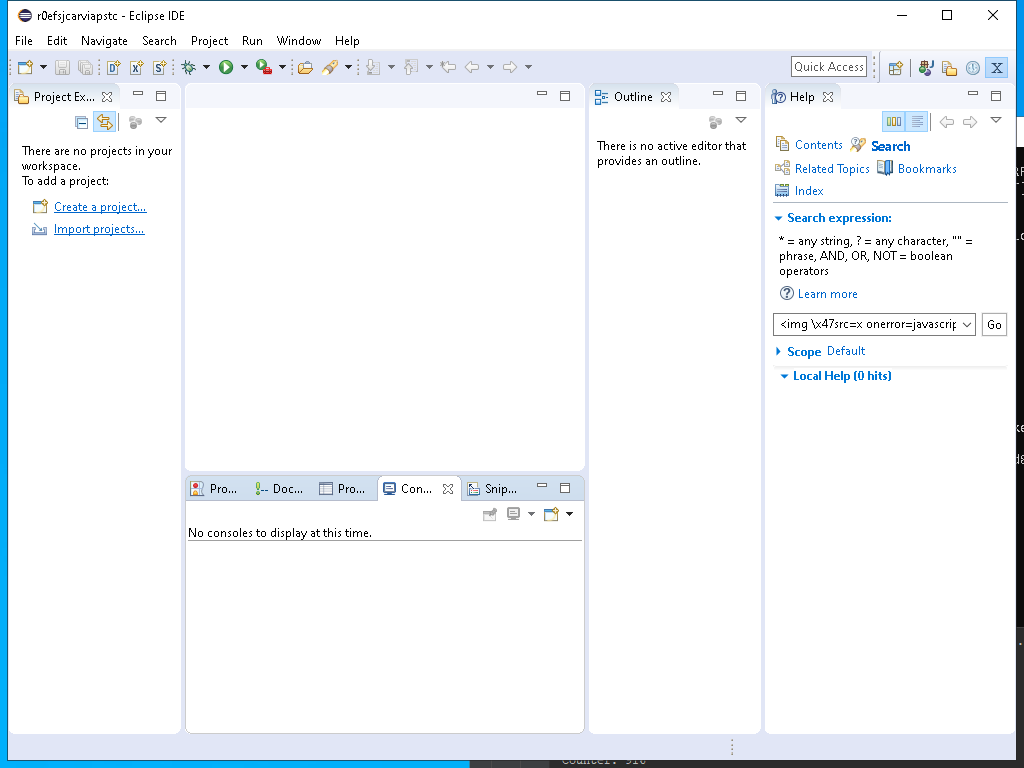 r0efsjcarviapstc - Eclipse IDE
File Edit Navigate Search Project Run Window Help
Quick Access
Project Ex...
Outline
Help
There are no projects in your
workspace.
To add a project:
Create a project...
Import projects...
There is no active editor that
provides an outline.
Contents Search
Related Topics Bookmarks
Index
Search expression:
* = any string, ? = any character, "" =
phrase, AND, OR, NOT = boolean
operators
Learn more
<img \x47src=x onerror=javascrip
Go
Scope Default
Local Help (0 hits)
Pro... Doc... Pro... Con... Snip...
No consoles to display at this time.